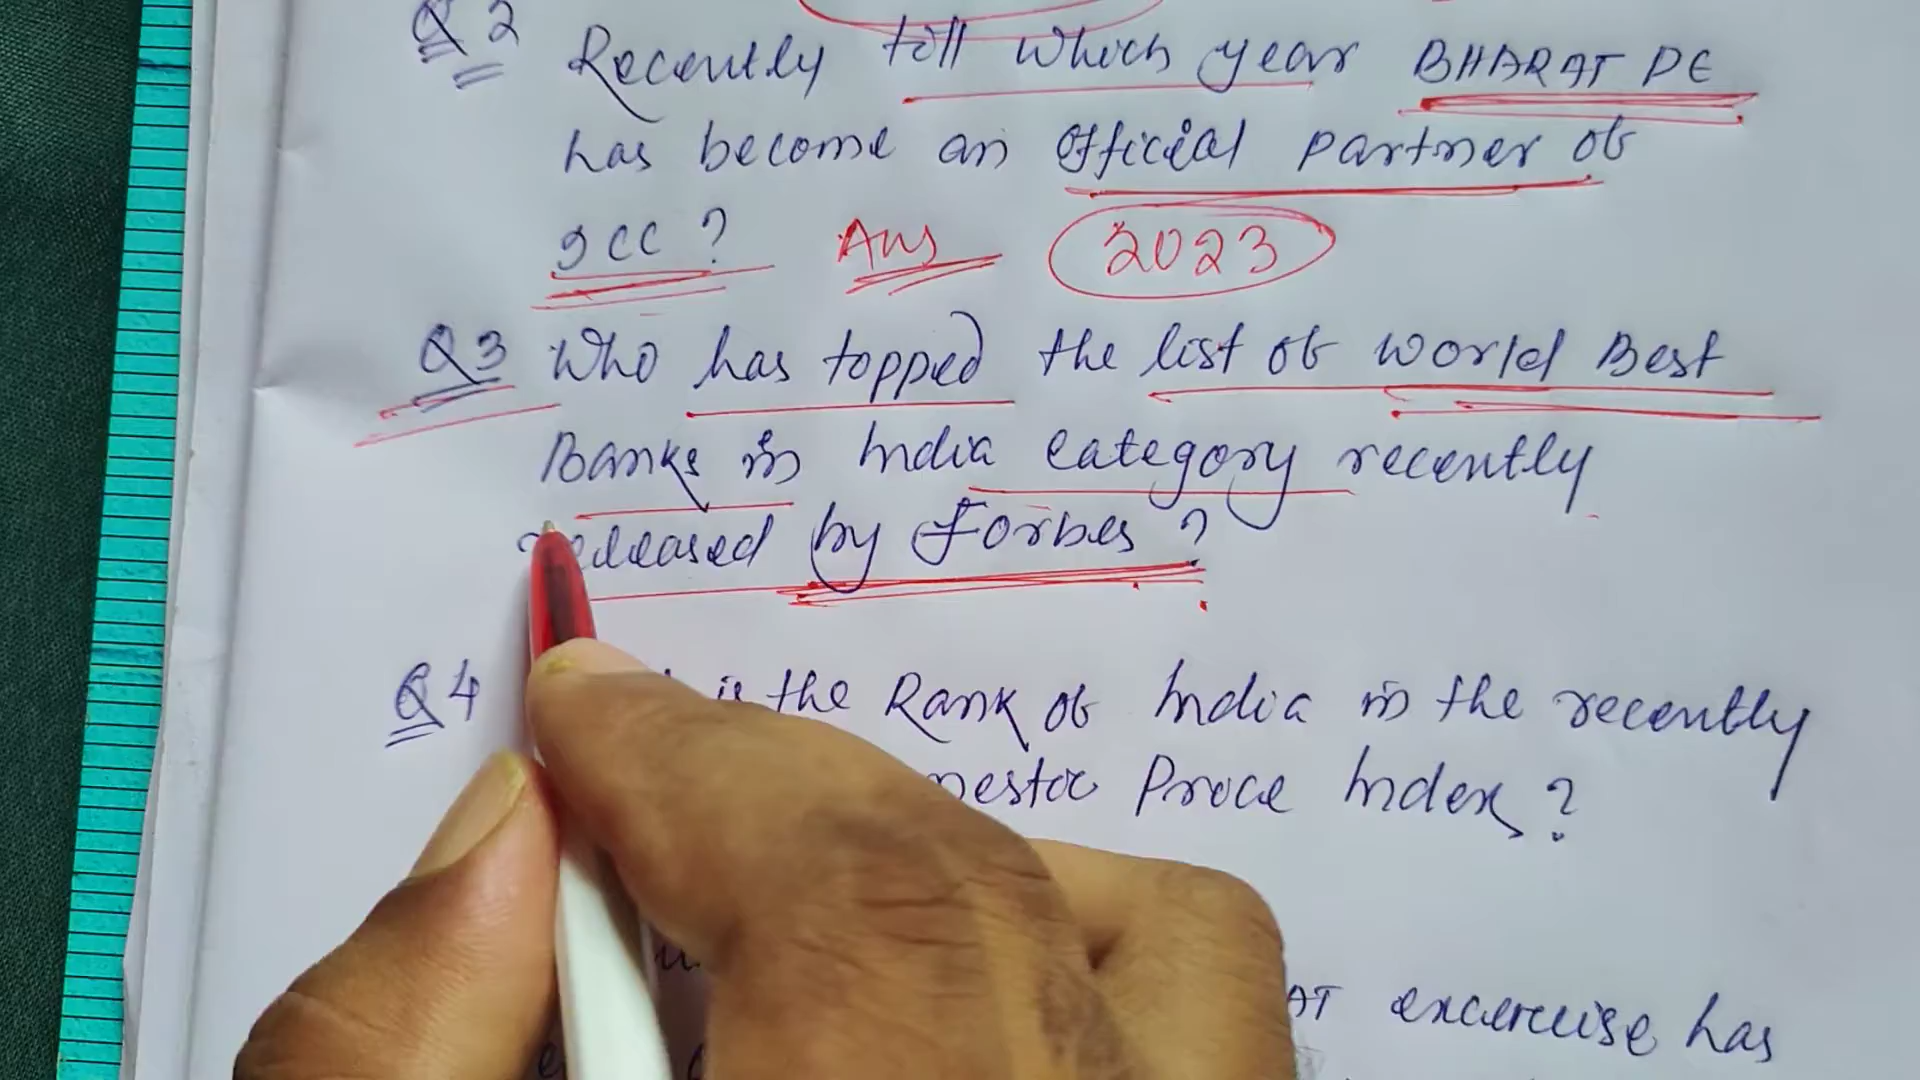 Q2 Recently till which year BHARAT PE
has become an official partner of
ICC ? Ans 2023
Q3 Who has topped the list of World Best
Banks in India category recently
released by Forbes ?
Q4 is the Rank of India in the recently
Price Index ?
excercise has